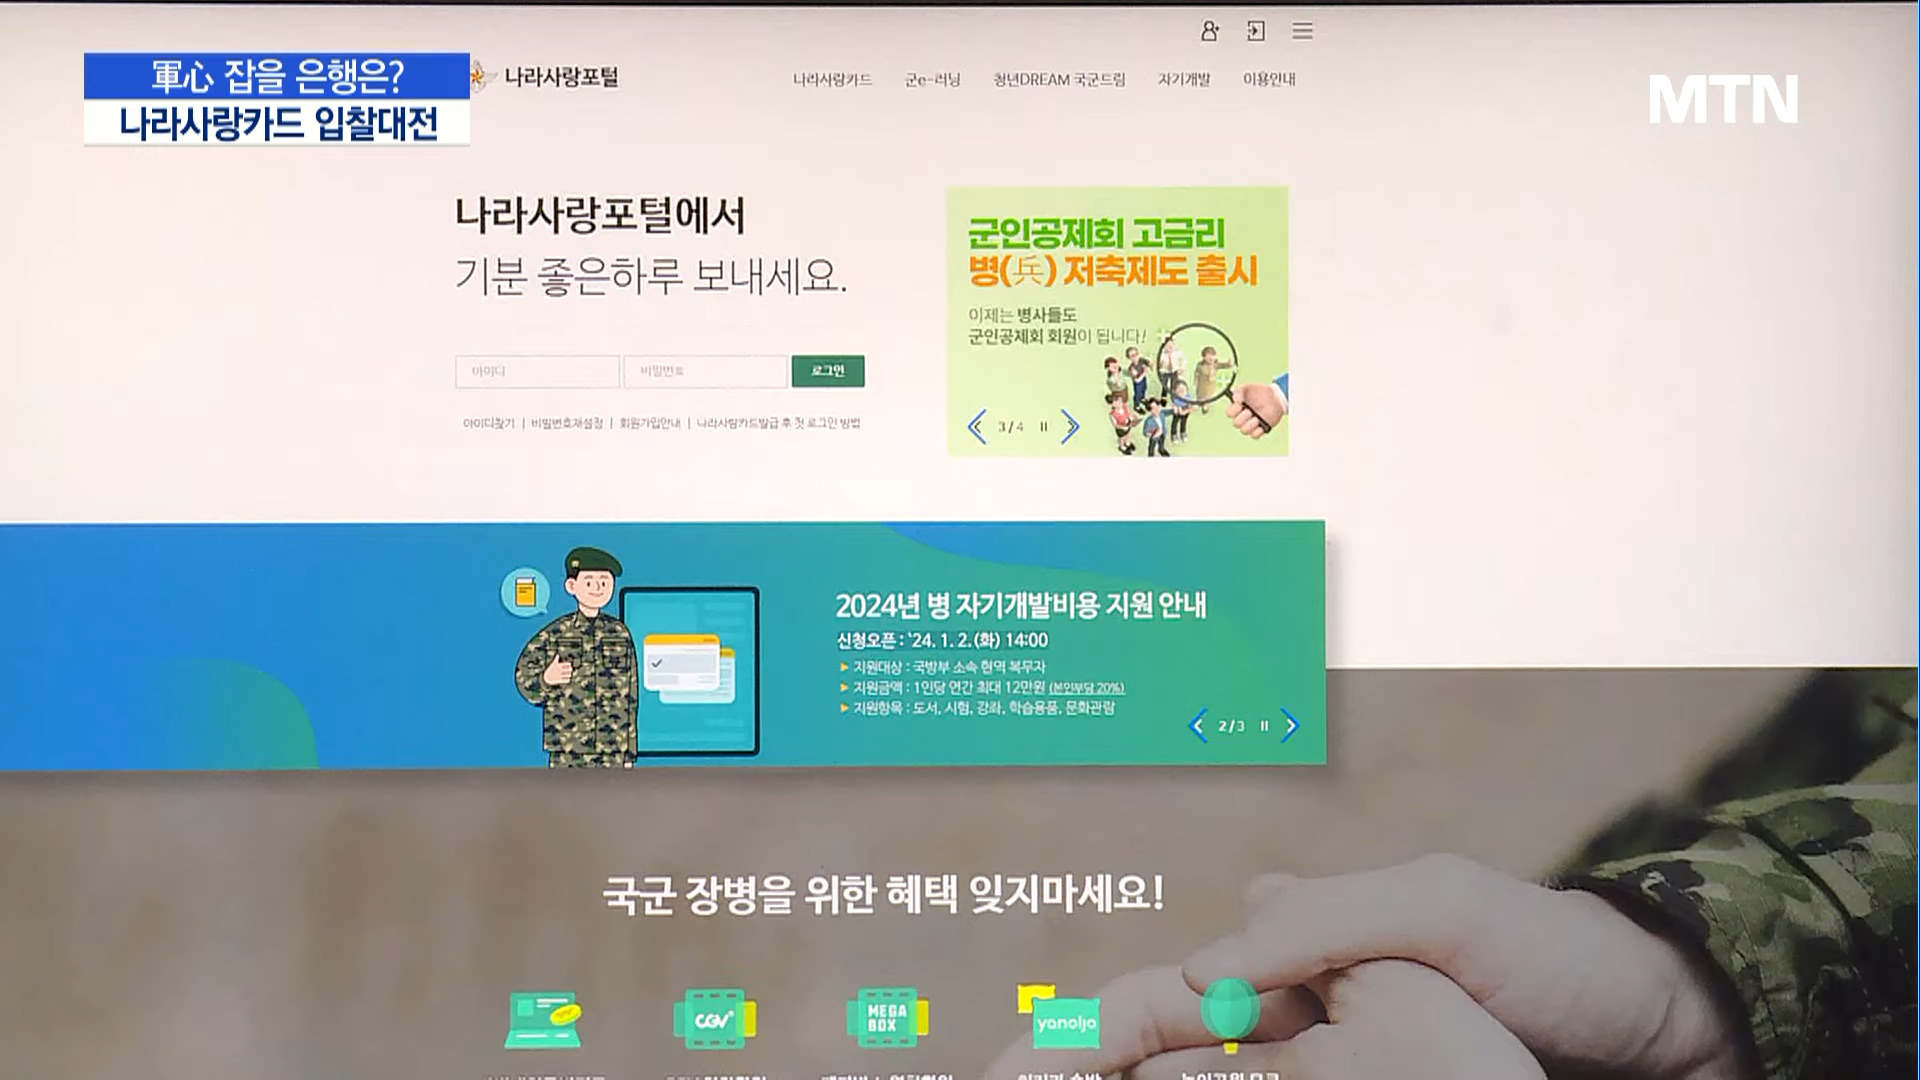 軍心 잡을 은행은?
나라사랑카드 입찰대전
MTN
나라사랑포털
나라사랑카드 군e-러닝 청년DREAM 국군드림 자기개발 이용안내
나라사랑포털에서
기분 좋은하루 보내세요.
아이디 비밀번호 로그인
아이디찾기 | 비밀번호재설정 | 회원가입안내 | 나라사랑카드발급 후 첫 로그인 방법
군인공제회 고금리
병(兵) 저축제도 출시
이제는 병사들도
군인공제회 회원이 됩니다!
3/4
2024년 병 자기개발비용 지원 안내
신청오픈 : '24. 1. 2.(화) 14:00
지원대상 : 국방부 소속 현역 복무자
지원금액 : 1인당 연간 최대 12만원 (본인부담 20%)
지원항목 : 도서, 시험, 강좌, 학습용품, 문화관람
2/3
국군 장병을 위한 혜택 잊지마세요!
CGV
MEGA
BOX
yanolja